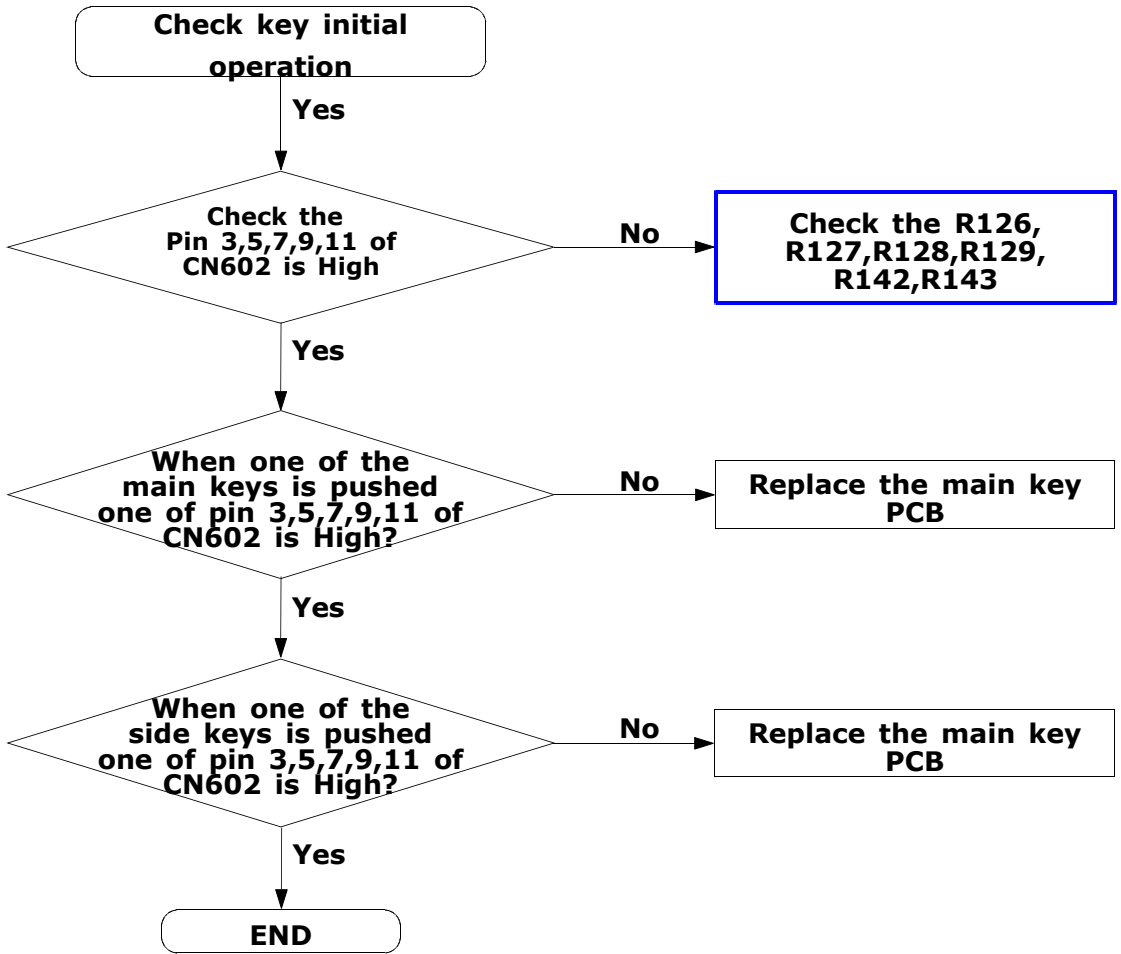 Check key initial
operation
Yes
Check the
Pin 3,5,7,9,11 of
CN602 is High
No
Check the R126,
R127,R128,R129,
R142,R143
Yes
When one of the
main keys is pushed
one of pin 3,5,7,9,11 of
CN602 is High?
No
Replace the main key
PCB
Yes
When one of the
side keys is pushed
one of pin 3,5,7,9,11 of
CN602 is High?
No
Replace the main key
PCB
Yes
END